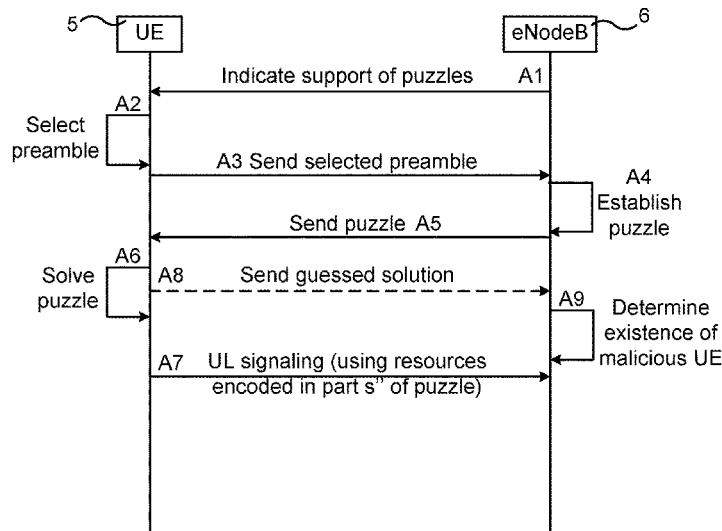 5
UE
eNodeB
6
Indicate support of puzzles
A1
A2
Select
preamble
A3 Send selected preamble
A4
Establish
puzzle
Send puzzle A5
A6
Solve
puzzle
A8
Send guessed solution
A9
Determine
existence of
malicious UE
A7
UL signaling (using resources
encoded in part s'' of puzzle)